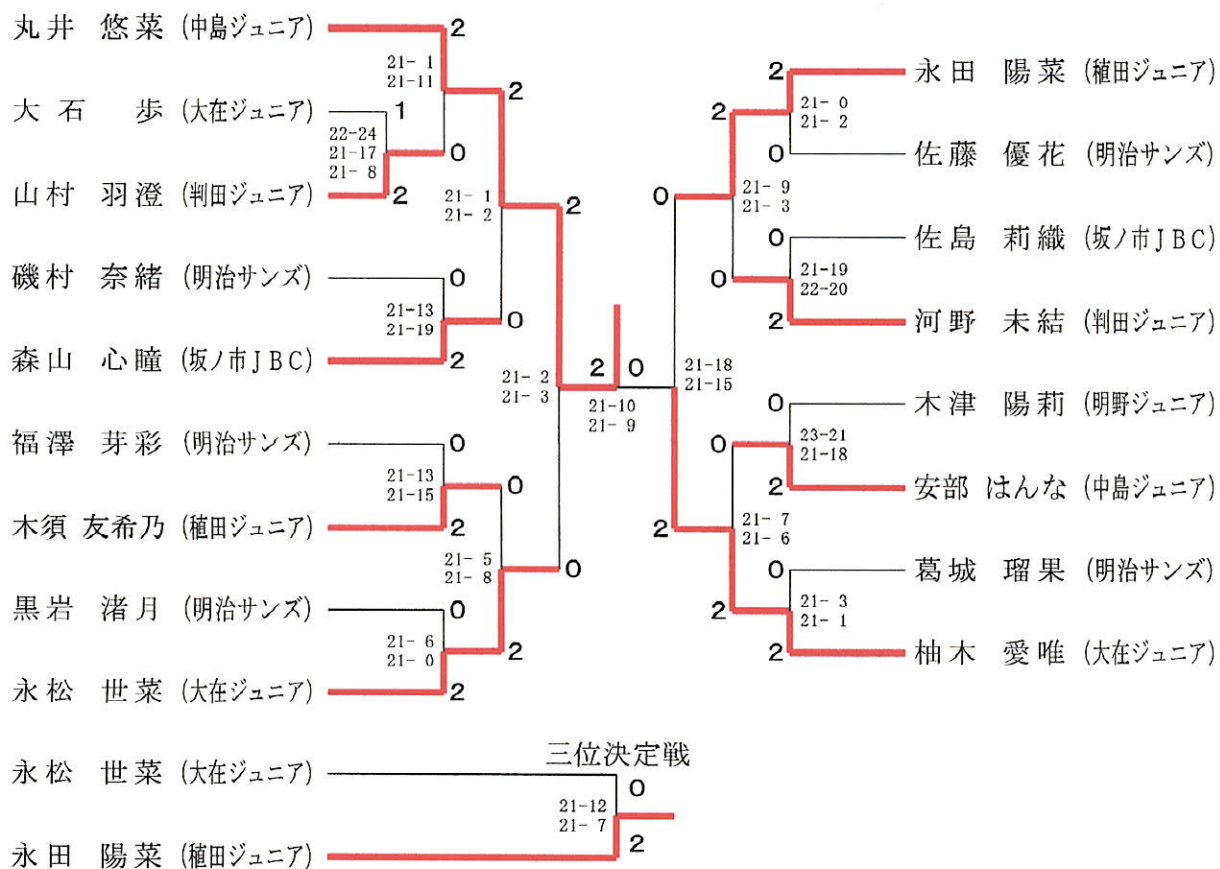 丸井 悠菜 (中島ジュニア) 2
21- 1
21-11
2
大石 歩 (大在ジュニア) 1
22-24
21-17
21- 8
0
山村 羽澄 (判田ジュニア) 2
21- 1
21- 2
2
磯村 奈緒 (明治サンズ) 0
21-13
21-19
0
森山 心瞳 (坂ノ市JBC) 2
21- 2
21- 3
福澤 芽彩 (明治サンズ) 0
21-13
21-15
0
木須 友希乃 (稙田ジュニア) 2
21- 5
21- 8
0
黒岩 渚月 (明治サンズ) 0
21- 6
21- 0
2
永松 世菜 (大在ジュニア) 2
2 0
21-10
21- 9
2 永田 陽菜 (稙田ジュニア)
2
21- 0
21- 2
0 佐藤 優花 (明治サンズ)
0
21- 9
21- 3
0 佐島 莉織 (坂ノ市JBC)
0
21-19
22-20
2 河野 未結 (判田ジュニア)
21-18
21-15
0 木津 陽莉 (明野ジュニア)
0
23-21
21-18
2 安部 はんな (中島ジュニア)
2
21- 7
21- 6
0 葛城 瑠果 (明治サンズ)
2
21- 3
21- 1
2 柚木 愛唯 (大在ジュニア)
三位決定戦
永松 世菜 (大在ジュニア) 0
21-12
21- 7
永田 陽菜 (稙田ジュニア) 2